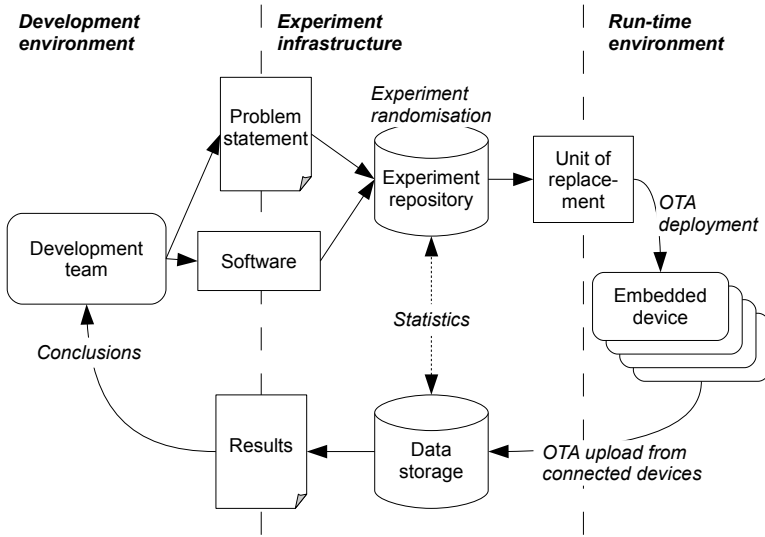 Development
environment
Experiment
infrastructure
Run-time
environment
Problem
statement
Experiment
randomisation
Experiment
repository
Unit of
replace-
ment
OTA
deployment
Development
team
Software
Embedded
device
Statistics
Conclusions
Results
Data
storage
OTA upload from
connected devices